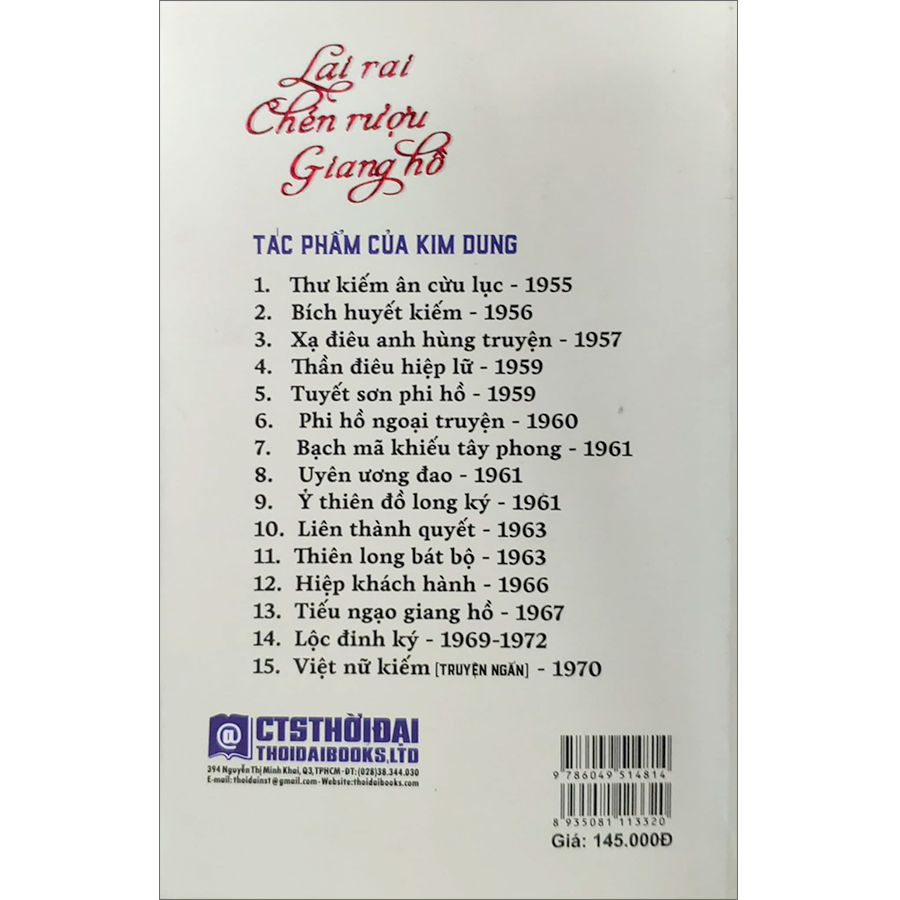 Lai rai
Chén rượu
Giang hồ
TÁC PHẨM CỦA KIM DUNG
1. Thư kiếm ân cừu lục - 1955
2. Bích huyết kiếm - 1956
3. Xạ điêu anh hùng truyện - 1957
4. Thần điêu hiệp lữ - 1959
5. Tuyết sơn phi hồ - 1959
6. Phi hồ ngoại truyện - 1960
7. Bạch mã khiếu tây phong - 1961
8. Uyên ương đao - 1961
9. Ỷ thiên đồ long ký - 1961
10. Liên thành quyết - 1963
11. Thiên long bát bộ - 1963
12. Hiệp khách hành - 1966
13. Tiếu ngạo giang hồ - 1967
14. Lộc đinh ký - 1969-1972
15. Việt nữ kiếm [TRUYỆN NGẮN] - 1970
@ CTSTHỜIĐẠI
THOIDAIBOOKS,LTD
394 Nguyễn Thị Minh Khai, Q3,TPHCM-ĐT:(028)38.344.030
E-mail:thoidainst@gmail.com-Website:thoidaibooks.com
9 786049 514814
8 935081 113320
Giá: 145.000Đ